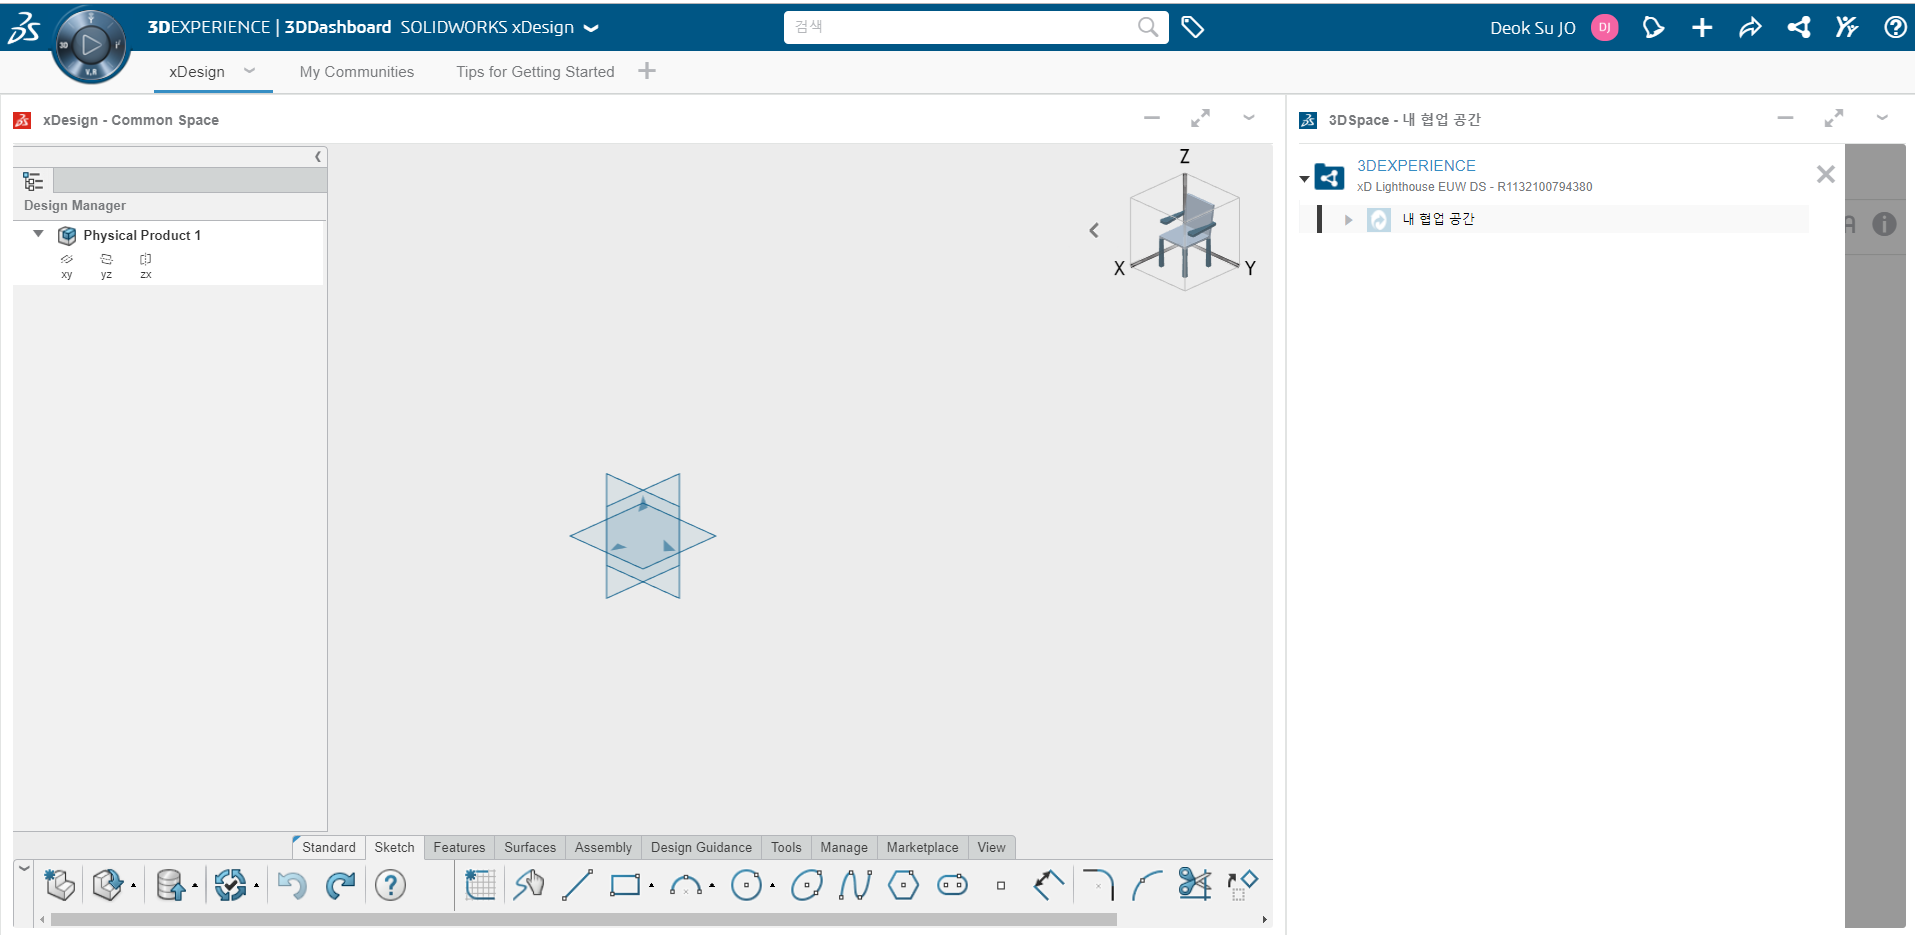 3DEXPERIENCE | 3DDashboard SOLIDWORKS xDesign
검색
Deok Su JO
DJ
3D
V.R
xDesign
My Communities
Tips for Getting Started
xDesign - Common Space
Design Manager
Physical Product 1
xy yz zx
Z
X
Y
Standard Sketch Features Surfaces Assembly Design Guidance Tools Manage Marketplace View
3DSpace - 내 협업 공간
3DEXPERIENCE
xD Lighthouse EUW DS - R1132100794380
내 협업 공간